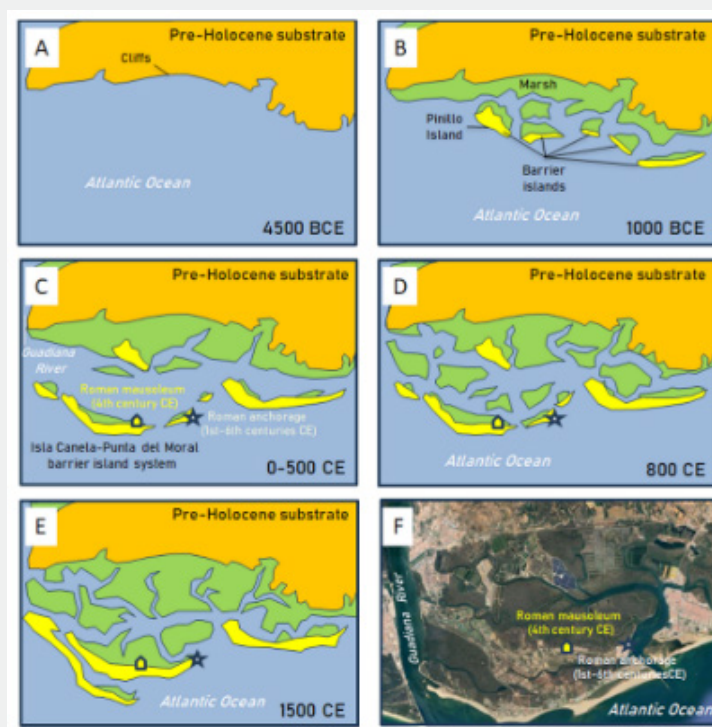 A
Pre-Holocene substrate
Cliffs
Atlantic Ocean
4500 BCE
B
Pre-Holocene substrate
Marsh
Pinillo
Island
Barrier
islands
Atlantic Ocean
1000 BCE
C
Pre-Holocene substrate
Guadiana
River
Roman mausoleum
(4th century CE)
Roman anchorage
(1st-6th centuries CE)
Isla Canela-Punta del Moral
barrier island system
0-500 CE
D
Pre-Holocene substrate
Atlantic Ocean
800 CE
E
Pre-Holocene substrate
Atlantic Ocean
1500 CE
F
Guadiana River
Roman mausoleum
(4th century CE)
Roman anchorage
(1st-6th centuriesCE)
Atlantic Ocean